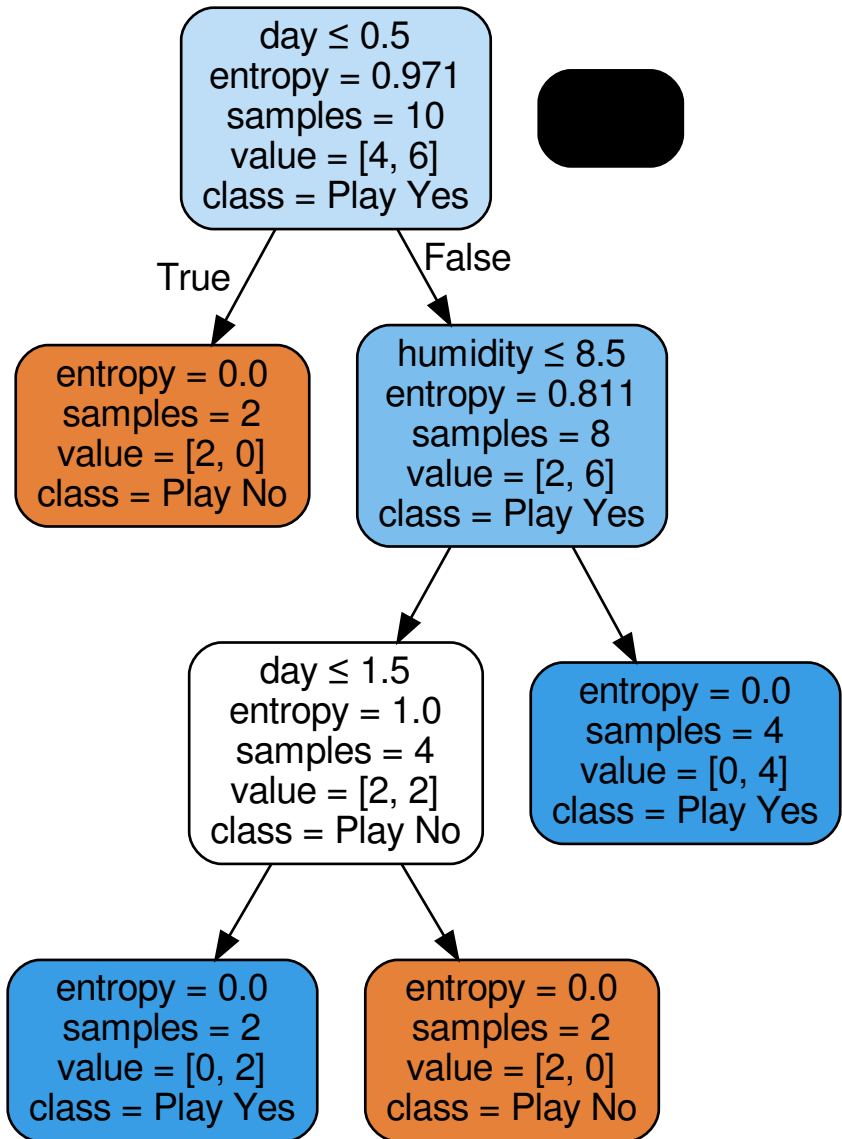 day ≤ 0.5
entropy = 0.971
samples = 10
value = [4, 6]
class = Play Yes
True
False
entropy = 0.0
samples = 2
value = [2, 0]
class = Play No
humidity ≤ 8.5
entropy = 0.811
samples = 8
value = [2, 6]
class = Play Yes
day ≤ 1.5
entropy = 1.0
samples = 4
value = [2, 2]
class = Play No
entropy = 0.0
samples = 4
value = [0, 4]
class = Play Yes
entropy = 0.0
samples = 2
value = [0, 2]
class = Play Yes
entropy = 0.0
samples = 2
value = [2, 0]
class = Play No